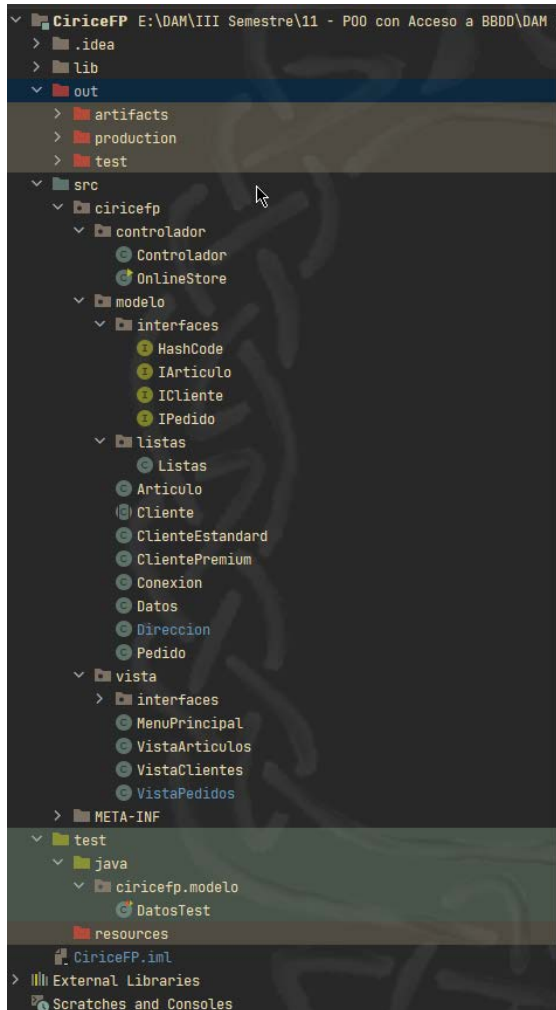 CiriceFP E:\DAM\III Semestre\11 - POO con Acceso a BBDD\DAM
.idea
lib
out
artifacts
production
test
src
ciricefp
controlador
Controlador
OnlineStore
modelo
interfaces
HashCode
IArticulo
ICliente
IPedido
listas
Listas
Articulo
Cliente
ClienteEstandard
ClientePremium
Conexion
Datos
Direccion
Pedido
vista
interfaces
MenuPrincipal
VistaArticulos
VistaClientes
VistaPedidos
META-INF
test
java
ciricefp.modelo
DatosTest
resources
CiriceFP.iml
External Libraries
Scratches and Consoles